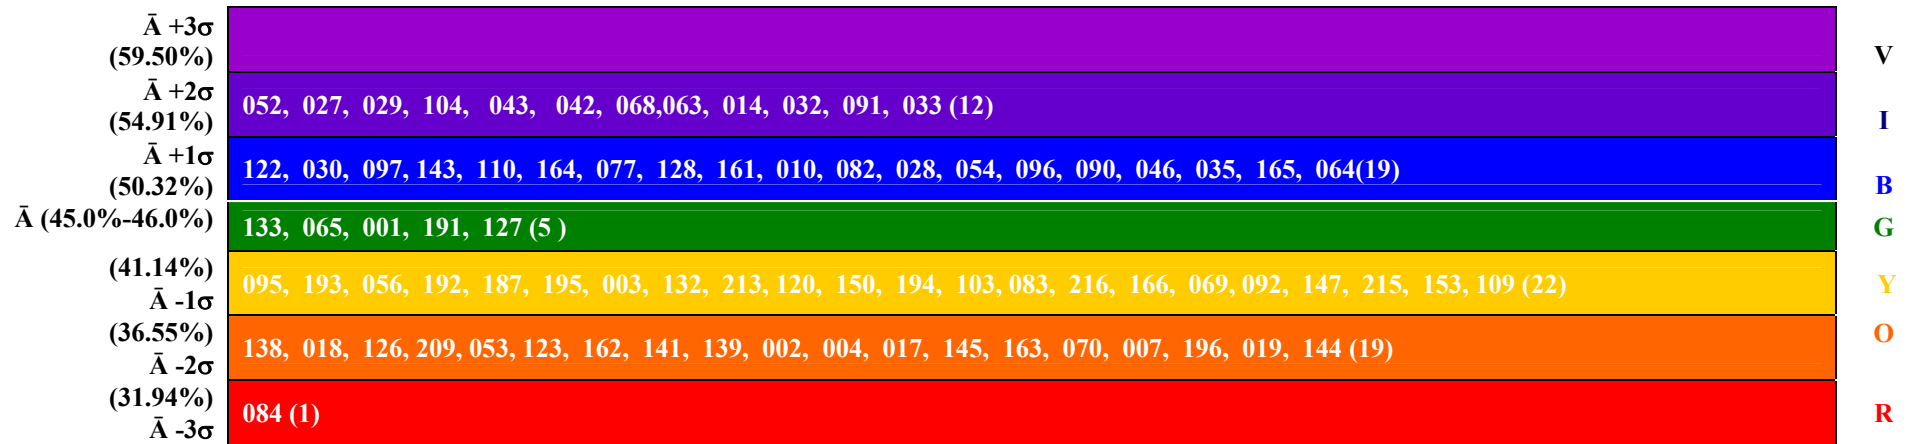 Ā +3σ
(59.50%)
V
Ā +2σ
(54.91%)
052, 027, 029, 104, 043, 042, 068,063, 014, 032, 091, 033 (12)
I
Ā +1σ
(50.32%)
122, 030, 097, 143, 110, 164, 077, 128, 161, 010, 082, 028, 054, 096, 090, 046, 035, 165, 064(19)
B
Ā (45.0%-46.0%)
133, 065, 001, 191, 127 (5 )
G
(41.14%)
Ā -1σ
095, 193, 056, 192, 187, 195, 003, 132, 213, 120, 150, 194, 103, 083, 216, 166, 069, 092, 147, 215, 153, 109 (22)
Y
(36.55%)
Ā -2σ
138, 018, 126, 209, 053, 123, 162, 141, 139, 002, 004, 017, 145, 163, 070, 007, 196, 019, 144 (19)
O
(31.94%)
Ā -3σ
084 (1)
R